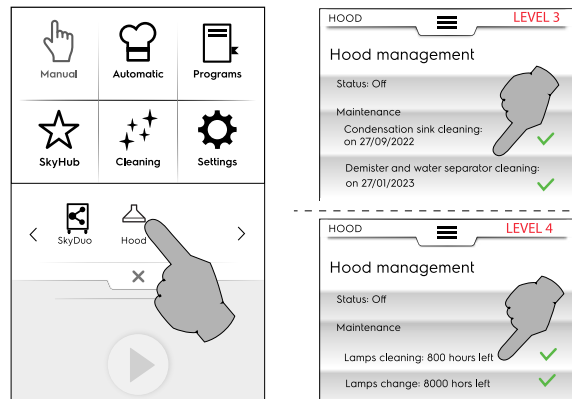 Manual
Automatic
Programs
SkyHub
Cleaning
Settings
SkyDuo
Hood
HOOD
LEVEL 3
Hood management
Status: Off
Maintenance
Condensation sink cleaning:
on 27/09/2022
Demister and water separator cleaning:
on 27/01/2023
HOOD
LEVEL 4
Hood management
Status: Off
Maintenance
Lamps cleaning: 800 hours left
Lamps change: 8000 hors left